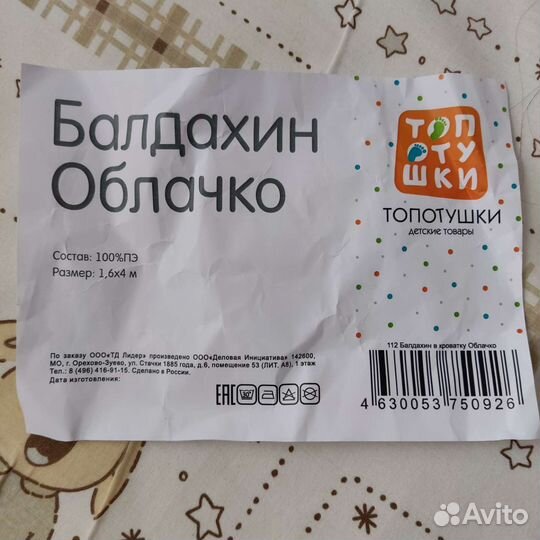 Балдахин
Облачко
Состав: 100%ПЭ
Размер: 1,6х4 м
ТОП
ОТУ
ШКИ
ТОПОТУШКИ
детские товары
По заказу ООО«ТД Лидер» произведено ООО«Деловая Инициатива» 142600,
МО, г. Орехово-Зуево, ул. Стачки 1885 года, д.6, помещение 53 (ЛИТ. А8), 1 этаж
Тел.: 8 (496) 416-91-15. Сделано в России.
Дата изготовления:
EAC
112 Балдахин в кроватку Облачко
4 630053 750926
Avito